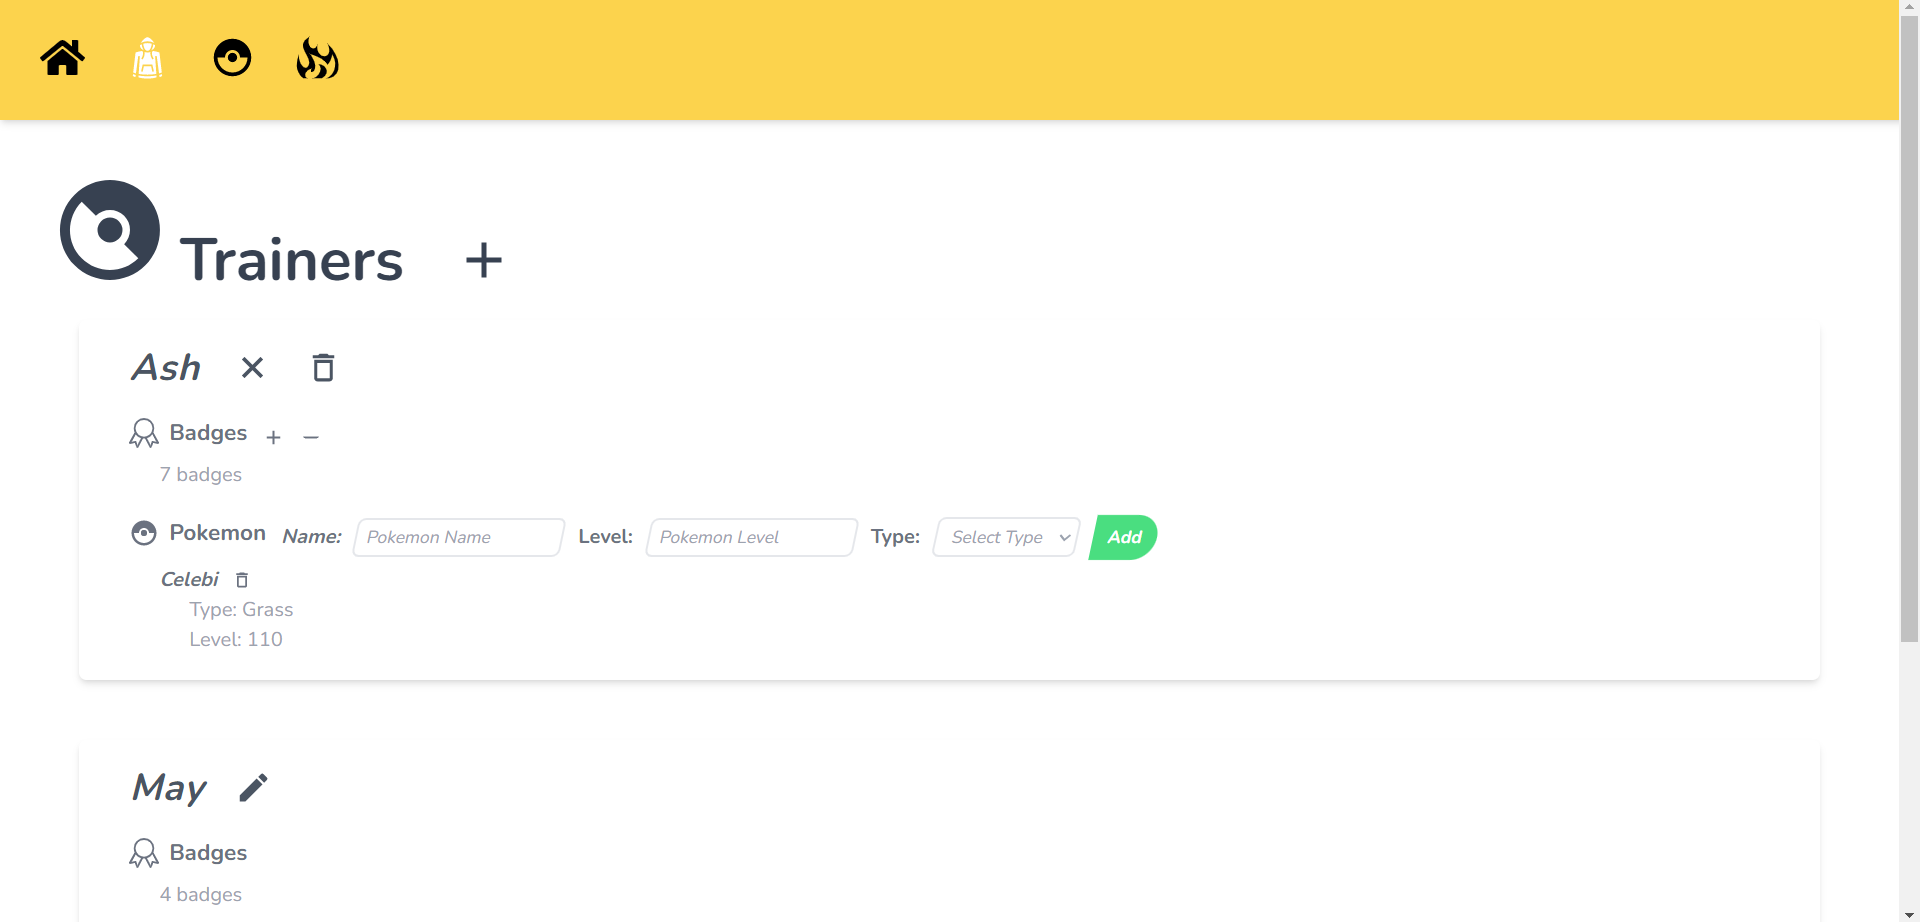 Trainers
Ash
Badges
7 badges
Pokemon Name: Pokemon Name Level: Pokemon Level Type: Select Type Add
Celebi
Type: Grass
Level: 110
May
Badges
4 badges